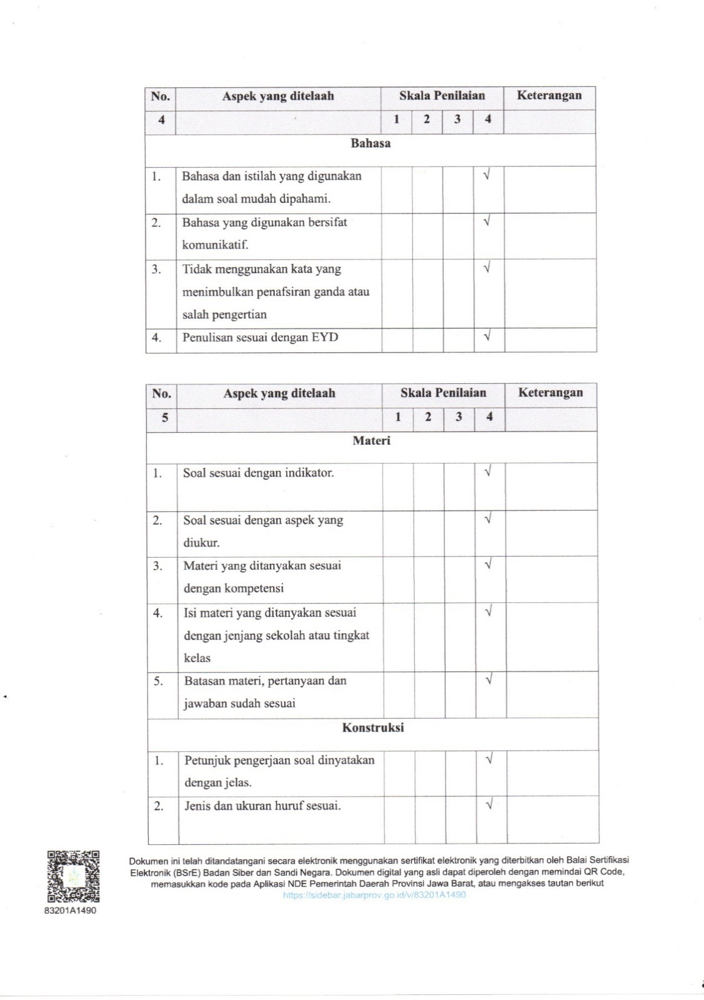 No. Aspek yang ditelaah Skala Penilaian Keterangan
4 1 2 3 4
Bahasa
1. Bahasa dan istilah yang digunakan √
dalam soal mudah dipahami.
2. Bahasa yang digunakan bersifat √
komunikatif.
3. Tidak menggunakan kata yang √
menimbulkan penafsiran ganda atau
salah pengertian
4. Penulisan sesuai dengan EYD √
No. Aspek yang ditelaah Skala Penilaian Keterangan
5 1 2 3 4
Materi
1. Soal sesuai dengan indikator. √
2. Soal sesuai dengan aspek yang √
diukur.
3. Materi yang ditanyakan sesuai √
dengan kompetensi
4. Isi materi yang ditanyakan sesuai √
dengan jenjang sekolah atau tingkat
kelas
5. Batasan materi, pertanyaan dan √
jawaban sudah sesuai
Konstruksi
1. Petunjuk pengerjaan soal dinyatakan √
dengan jelas.
2. Jenis dan ukuran huruf sesuai. √
Dokumen ini telah ditandatangani secara elektronik menggunakan sertifikat elektronik yang diterbitkan oleh Balai Sertifikasi
Elektronik (BSrE) Badan Siber dan Sandi Negara. Dokumen digital yang asli dapat diperoleh dengan memindai QR Code,
memasukkan kode pada Aplikasi NDE Pemerintah Daerah Provinsi Jawa Barat, atau mengakses tautan berikut
https://sidebar.jabarprov.go.id/v/83201A1490
83201A1490